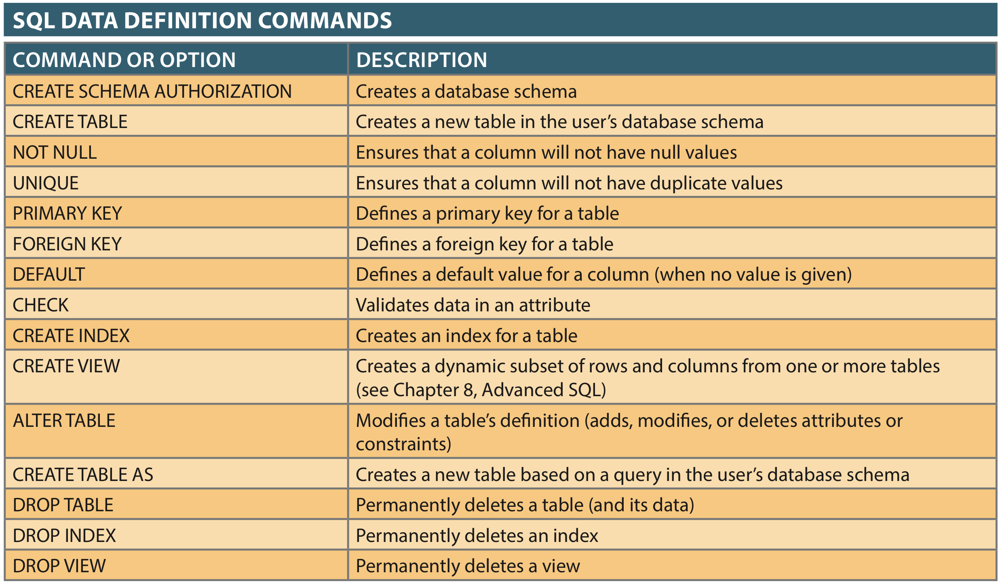 SQL DATA DEFINITION COMMANDS
COMMAND OR OPTION DESCRIPTION
CREATE SCHEMA AUTHORIZATION Creates a database schema
CREATE TABLE Creates a new table in the user’s database schema
NOT NULL Ensures that a column will not have null values
UNIQUE Ensures that a column will not have duplicate values
PRIMARY KEY Defines a primary key for a table
FOREIGN KEY Defines a foreign key for a table
DEFAULT Defines a default value for a column (when no value is given)
CHECK Validates data in an attribute
CREATE INDEX Creates an index for a table
CREATE VIEW Creates a dynamic subset of rows and columns from one or more tables
(see Chapter 8, Advanced SQL)
ALTER TABLE Modifies a table’s definition (adds, modifies, or deletes attributes or
constraints)
CREATE TABLE AS Creates a new table based on a query in the user’s database schema
DROP TABLE Permanently deletes a table (and its data)
DROP INDEX Permanently deletes an index
DROP VIEW Permanently deletes a view